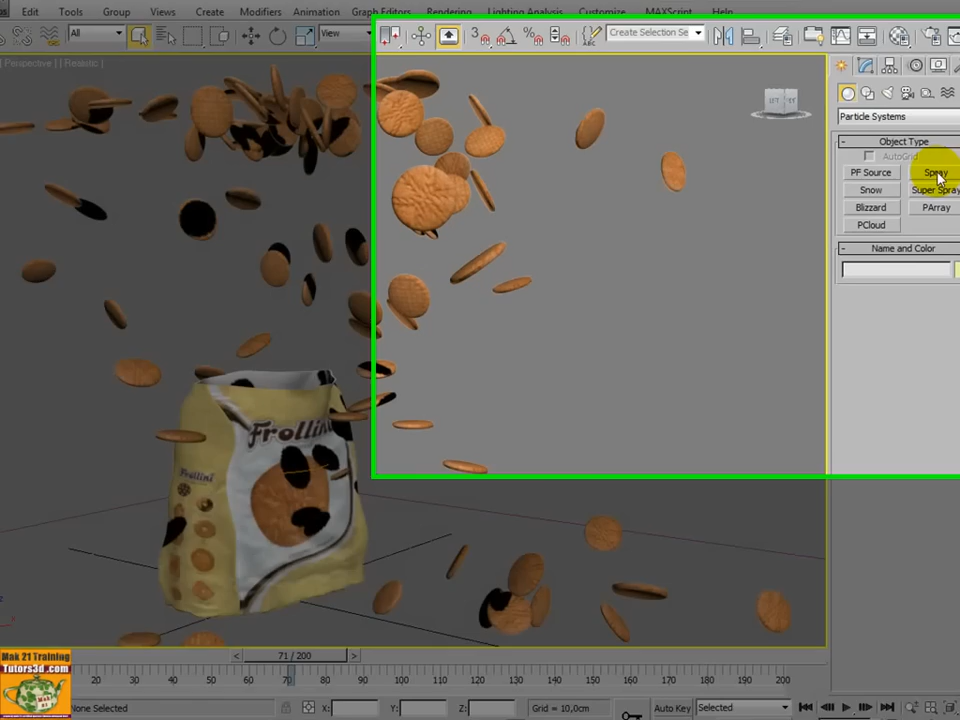 Edit Tools Group Views Create Modifiers Animation Graph Editors Rendering Lighting Analysis Customize MAXScript Help
All View 3 % ABC Create Selection Se
Perspective | [ Realistic ]
LEFT
Particle Systems
- Object Type
AutoGrid
PF Source Spray
Snow Super Spray
Blizzard PArray
PCloud
- Name and Color
Frollini
Frollini
Mak 21 Training
Tutors3d .com
< 71 / 200 >
20 30 40 50 60 70 80 90 100 110 120 130 140 150 160 170 180 190 200
None Selected X: Y: Z: Grid = 10,0cm Auto Key Selected